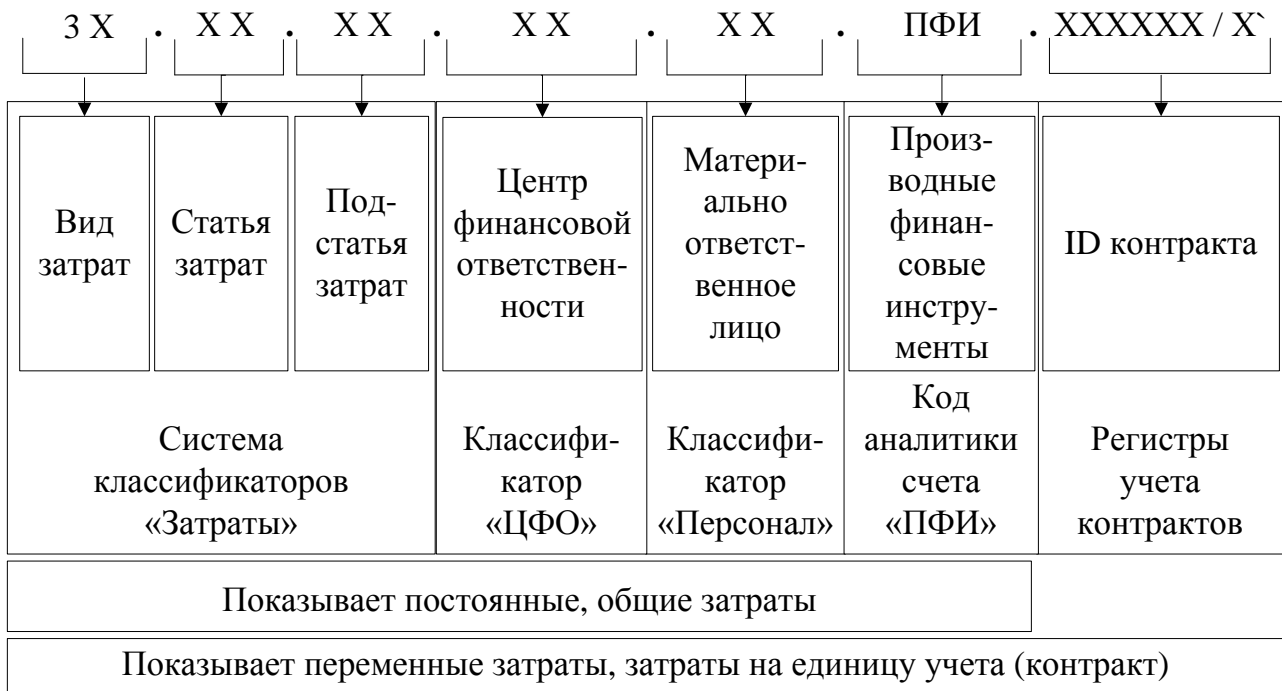 3 X . X X . X X . X X . X X . ПФИ . XXXXXX / X`
Вид
затрат
Статья
затрат
Под-
статья
затрат
Центр
финансовой
ответствен-
ности
Матери-
ально
ответст-
венное
лицо
Произ-
водные
финан-
совые
инстру-
менты
ID контракта
Система
классификаторов
«Затраты»
Классифи-
катор
«ЦФО»
Классифи-
катор
«Персонал»
Код
аналитики
счета
«ПФИ»
Регистры
учета
контрактов
Показывает постоянные, общие затраты
Показывает переменные затраты, затраты на единицу учета (контракт)